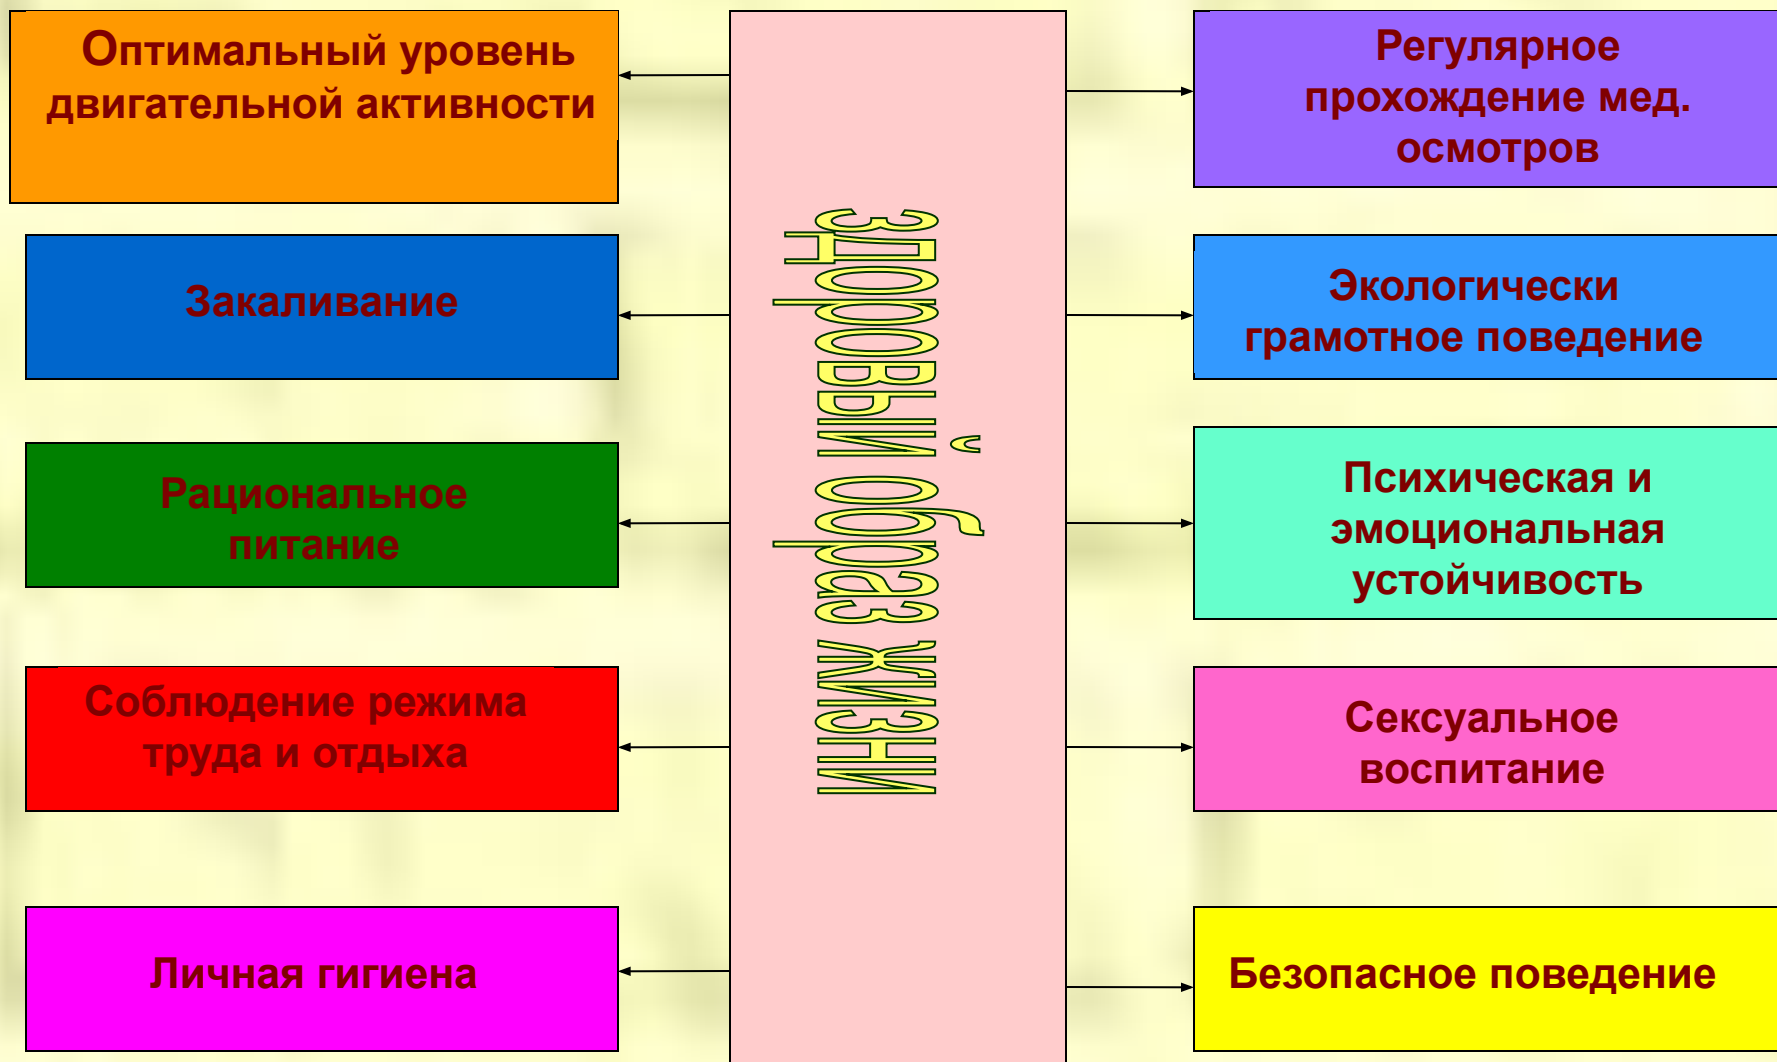 Оптимальный уровень
двигательной активности
Закаливание
Рациональное
питание
Соблюдение режима
труда и отдыха
Личная гигиена
здоровый образ жизни
Регулярное
прохождение мед.
осмотров
Экологически
грамотное поведение
Психическая и
эмоциональная
устойчивость
Сексуальное
воспитание
Безопасное поведение